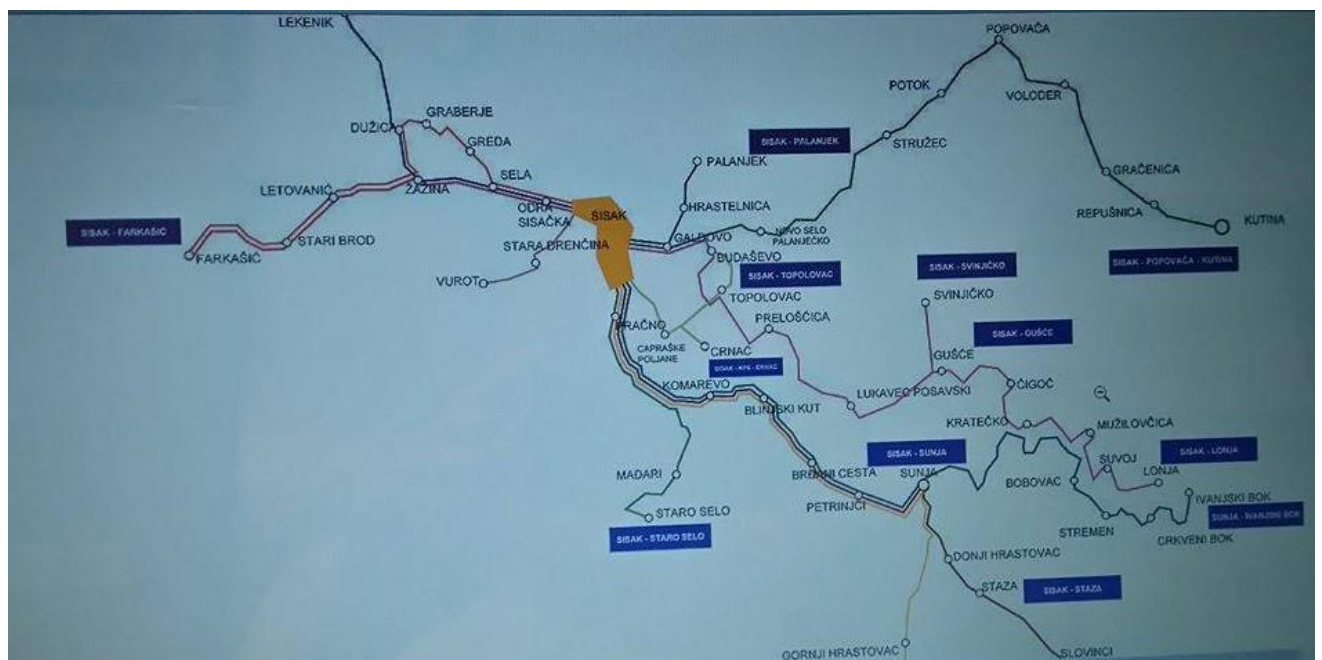 LEKENIK
POPOVAČA
POTOK
VOLODER
GRABERJE
DUŽICA
GREDA
STRUŽEC
SISAK - PALANJEK
PALANJEK
SELA
GRAČENICA
LETOVANIĆ
ŽAŽINA
ODRA
SISAČKA
SISAK
HRASTELNICA
REPUŠNICA
KUTINA
SISAK - FARKAŠIĆ
NOVO SELO
PALANJEČKO
STARI BROD
STARA DRENČINA
GALDOVO
BUDAŠEVO
FARKAŠIĆ
SISAK - POPOVAČA - KUTINA
SISAK - SVINJIČKO
SISAK - TOPOLOVAC
VUROT
TOPOLOVAC
SVINJIČKO
PRAČNO
PRELOŠČICA
SISAK - GUŠĆE
CAPRAŠKE
POLJANE
CRNAC
GUŠĆE
KOMAREVO
ČIGOČ
LUKAVEC POSAVSKI
BLINJSKI KUT
KRATEČKO
MUŽILOVČICA
SISAK - SUNJA
SISAK - LONJA
SUVOJ
LONJA
MADARI
BRĐANI CESTA
SUNJA
BOBOVAC
IVANJSKI BOK
PETRINJCI
STARO SELO
SUNJA - IVANJSKI BOK
STREMEN
CRKVENI BOK
SISAK - STARO SELO
DONJI HRASTOVAC
STAZA
SISAK - STAZA
GORNJI HRASTOVAC
SLOVINCI